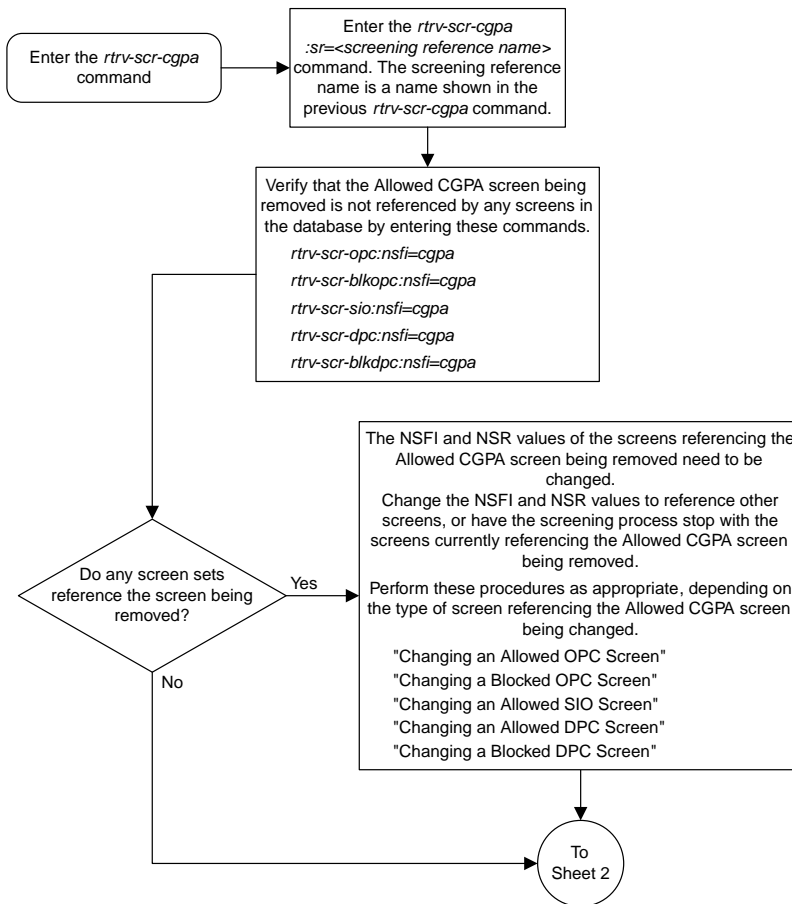 Enter the rtrv-scr-cgpa
command
Enter the rtrv-scr-cgpa
:sr=<screening reference name>
command. The screening reference
name is a name shown in the
previous rtrv-scr-cgpa command.
Verify that the Allowed CGPA screen being
removed is not referenced by any screens in
the database by entering these commands.
rtrv-scr-opc:nsfi=cgpa
rtrv-scr-blkopc:nsfi=cgpa
rtrv-scr-sio:nsfi=cgpa
rtrv-scr-dpc:nsfi=cgpa
rtrv-scr-blkdpc:nsfi=cgpa
Do any screen sets
reference the screen being
removed?
Yes
No
The NSFI and NSR values of the screens referencing the
Allowed CGPA screen being removed need to be
changed.
Change the NSFI and NSR values to reference other
screens, or have the screening process stop with the
screens currently referencing the Allowed CGPA screen
being removed.
Perform these procedures as appropriate, depending on
the type of screen referencing the Allowed CGPA screen
being changed.
"Changing an Allowed OPC Screen"
"Changing a Blocked OPC Screen"
"Changing an Allowed SIO Screen"
"Changing an Allowed DPC Screen"
"Changing a Blocked DPC Screen"
To
Sheet 2